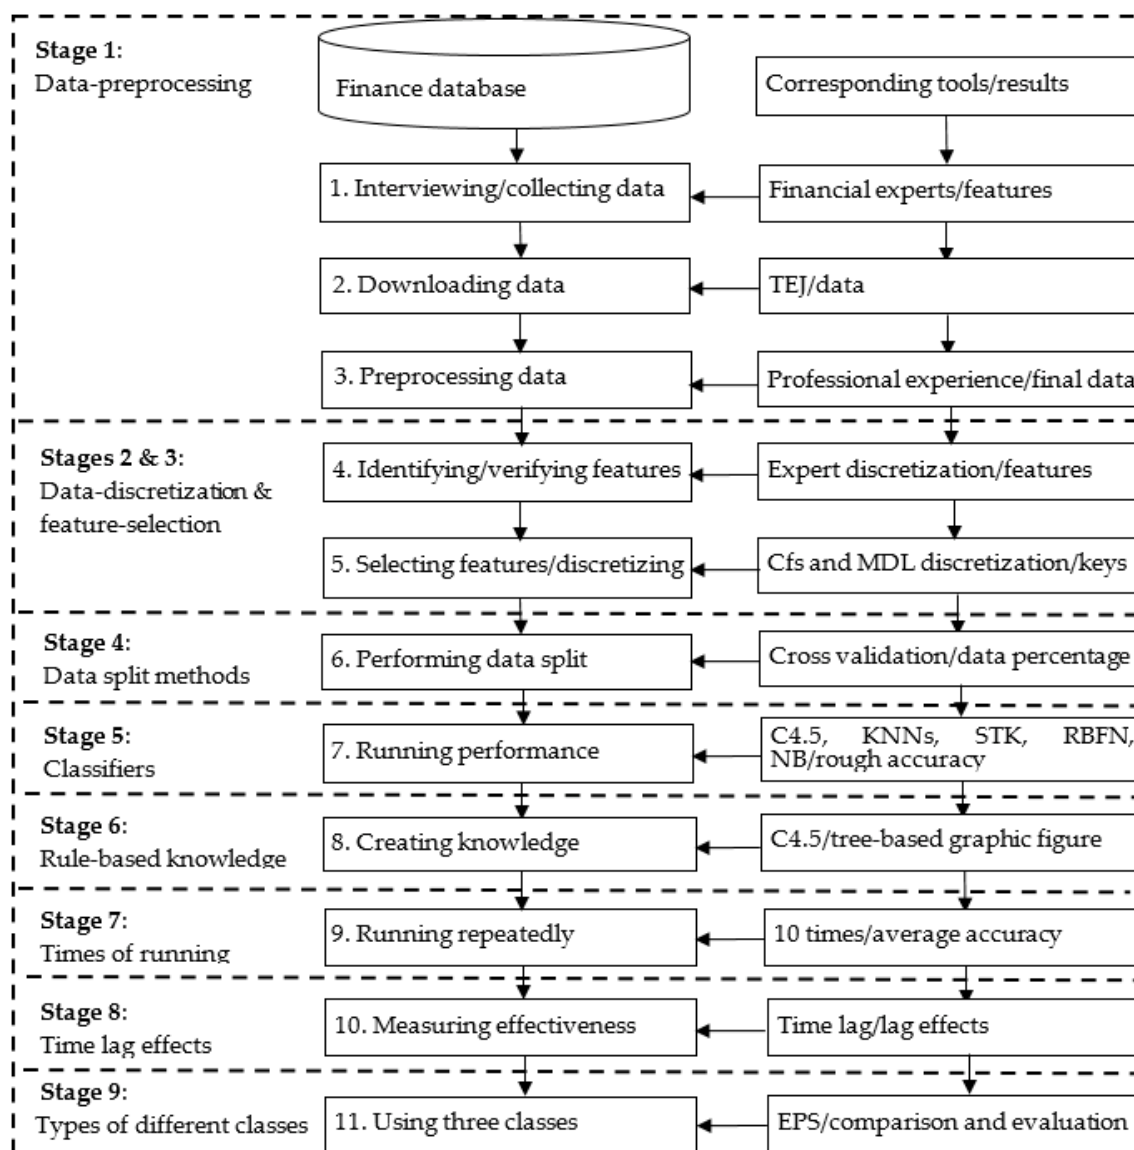 Stage 1:
Data-preprocessing
Finance database
Corresponding tools/results
1. Interviewing/collecting data
Financial experts/features
2. Downloading data
TEJ/data
3. Preprocessing data
Professional experience/final data
Stages 2 & 3:
Data-discretization &
feature-selection
4. Identifying/verifying features
Expert discretization/features
5. Selecting features/discretizing
Cfs and MDL discretization/keys
Stage 4:
Data split methods
6. Performing data split
Cross validation/data percentage
Stage 5:
Classifiers
7. Running performance
C4.5, KNNs, STK, RBFN,
NB/rough accuracy
Stage 6:
Rule-based knowledge
8. Creating knowledge
C4.5/tree-based graphic figure
Stage 7:
Times of running
9. Running repeatedly
10 times/average accuracy
Stage 8:
Time lag effects
10. Measuring effectiveness
Time lag/lag effects
Stage 9:
Types of different classes
11. Using three classes
EPS/comparison and evaluation